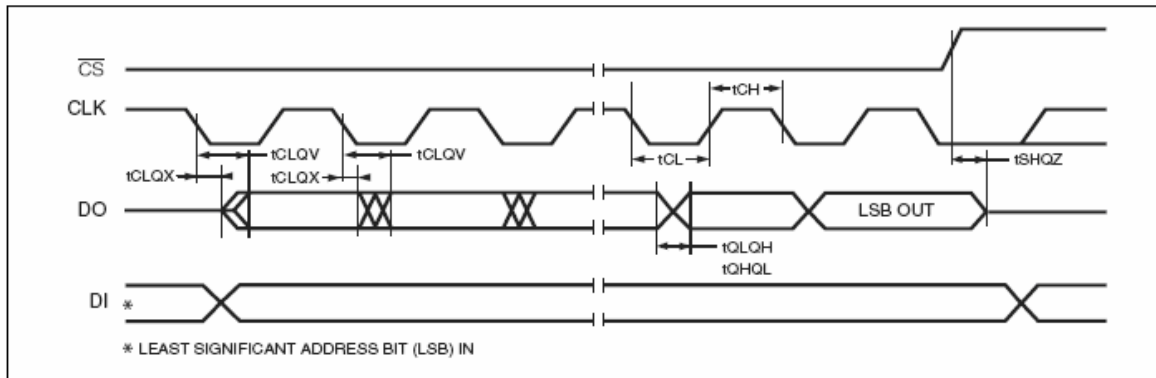 CS
CLK
tCH
tCLQV
tCLQV
tCL
tSHQZ
tCLQX
tCLQX
DO
LSB OUT
tQLQH
tQHQL
DI *
* LEAST SIGNIFICANT ADDRESS BIT (LSB) IN